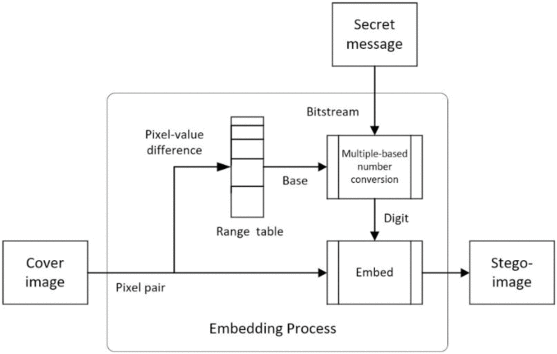 Secret
message
Bitstream
Pixel-value
difference
Multiple-based
number
conversion
Base
Range table
Digit
Cover
image
Pixel pair
Embed
Stego-
image
Embedding Process